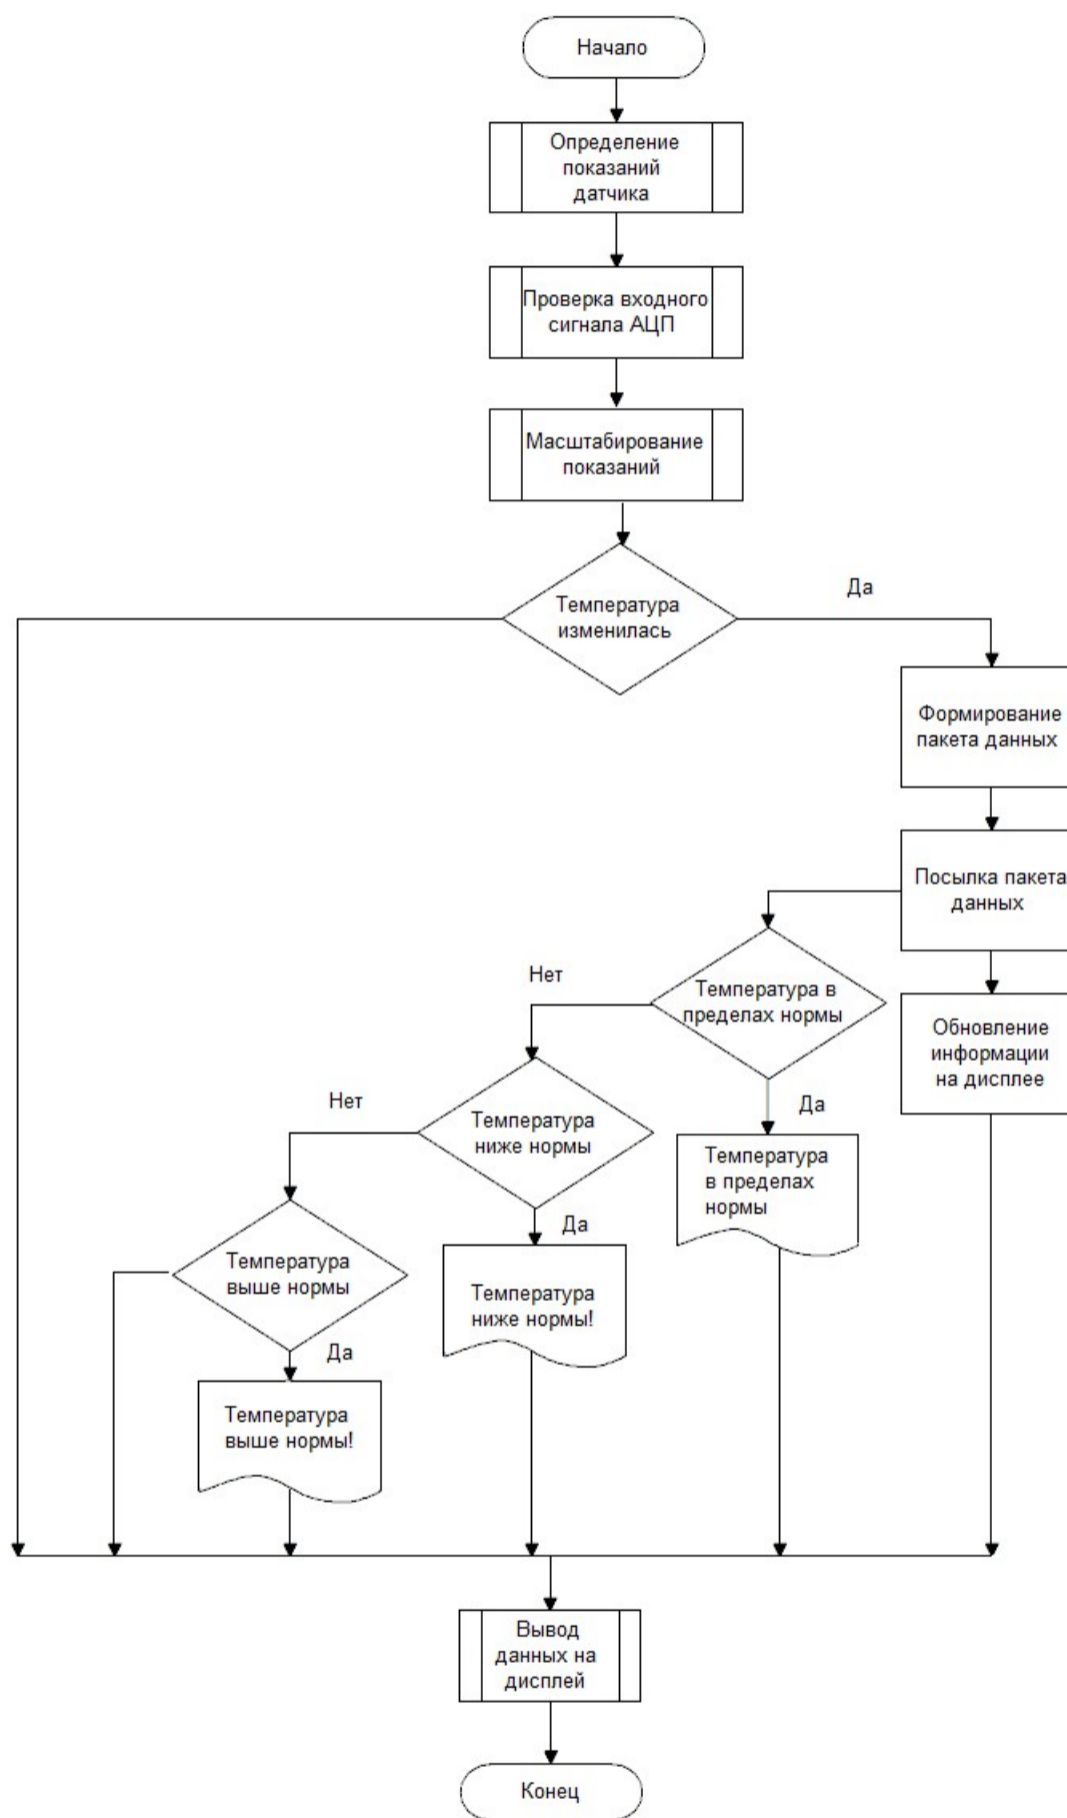 Начало
Определение
показаний
датчика
Проверка входного
сигнала АЦП
Масштабирование
показаний
Да
Температура
изменилась
Формирование
пакета данных
Посылка пакета
данных
Нет
Температура в
пределах нормы
Обновление
информации
на дисплее
Нет
Да
Температура
ниже нормы
Температура
в пределах
нормы
Да
Температура
выше нормы
Температура
ниже нормы!
Да
Температура
выше нормы!
Вывод
данных на
дисплей
Конец